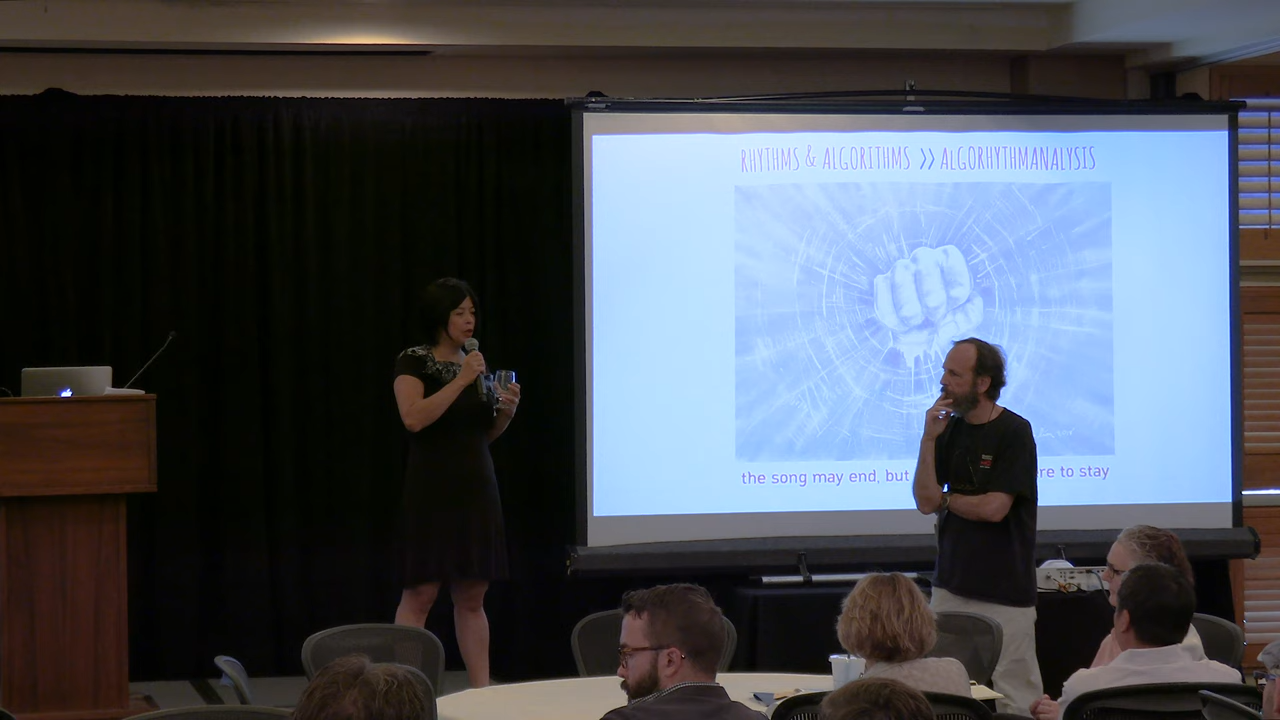 RHYTHMS & ALGORITHMS >> ALGORHYTHMANALYSIS
the song may end, but re to stay